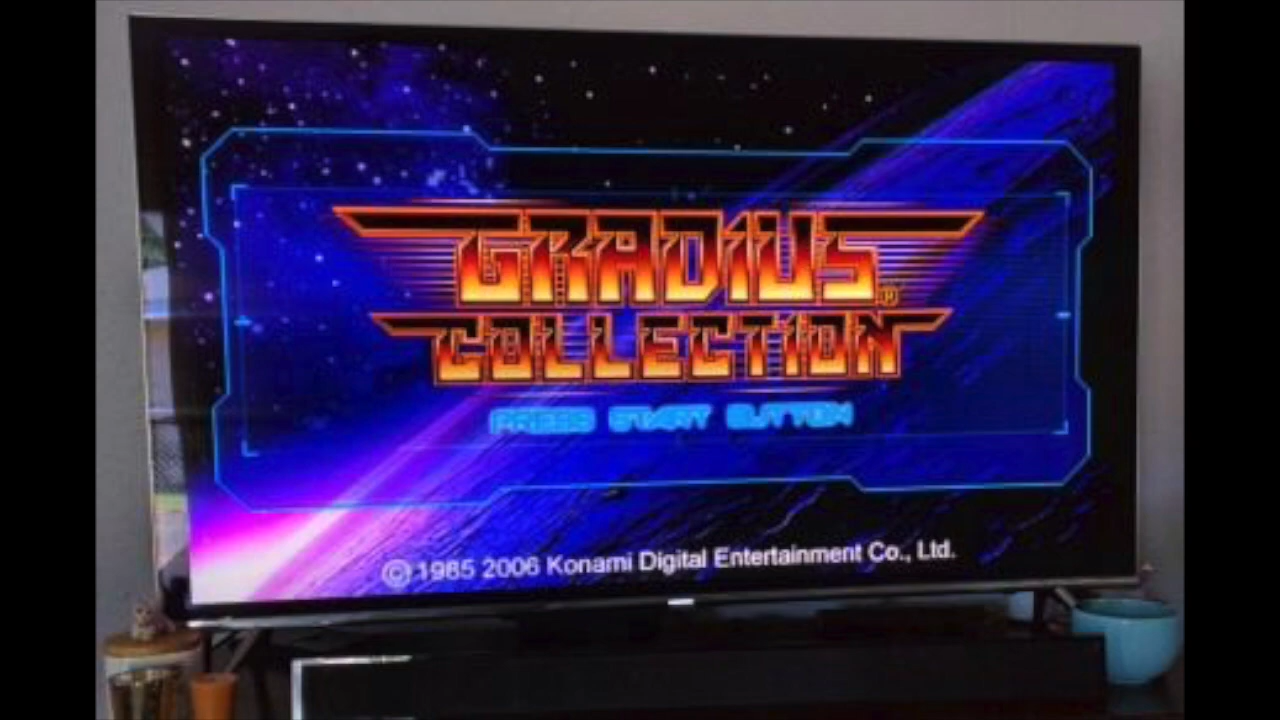 GRADIUS®
COLLECTION
PRESS START BUTTON
© 1985 2006 Konami Digital Entertainment Co., Ltd.